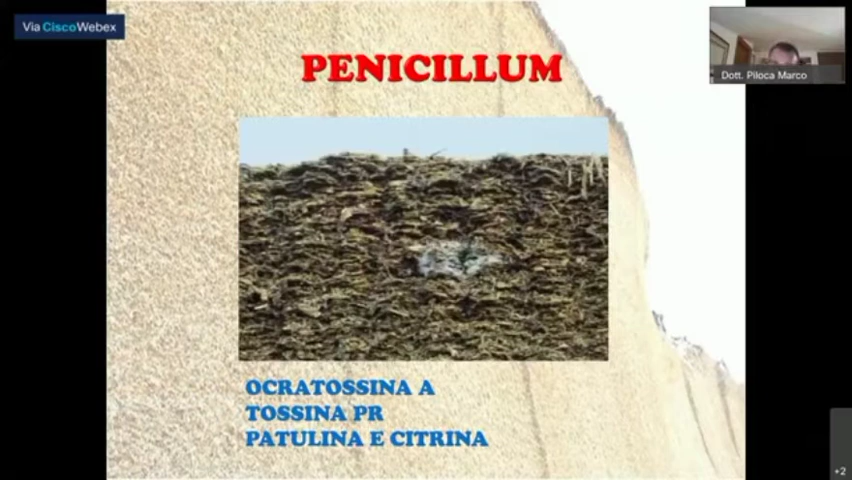 Via CiscoWebex
PENICILLUM
Dott. Piloca Marco
OCRATOSSINA A
TOSSINA PR
PATULINA E CITRINA
+2